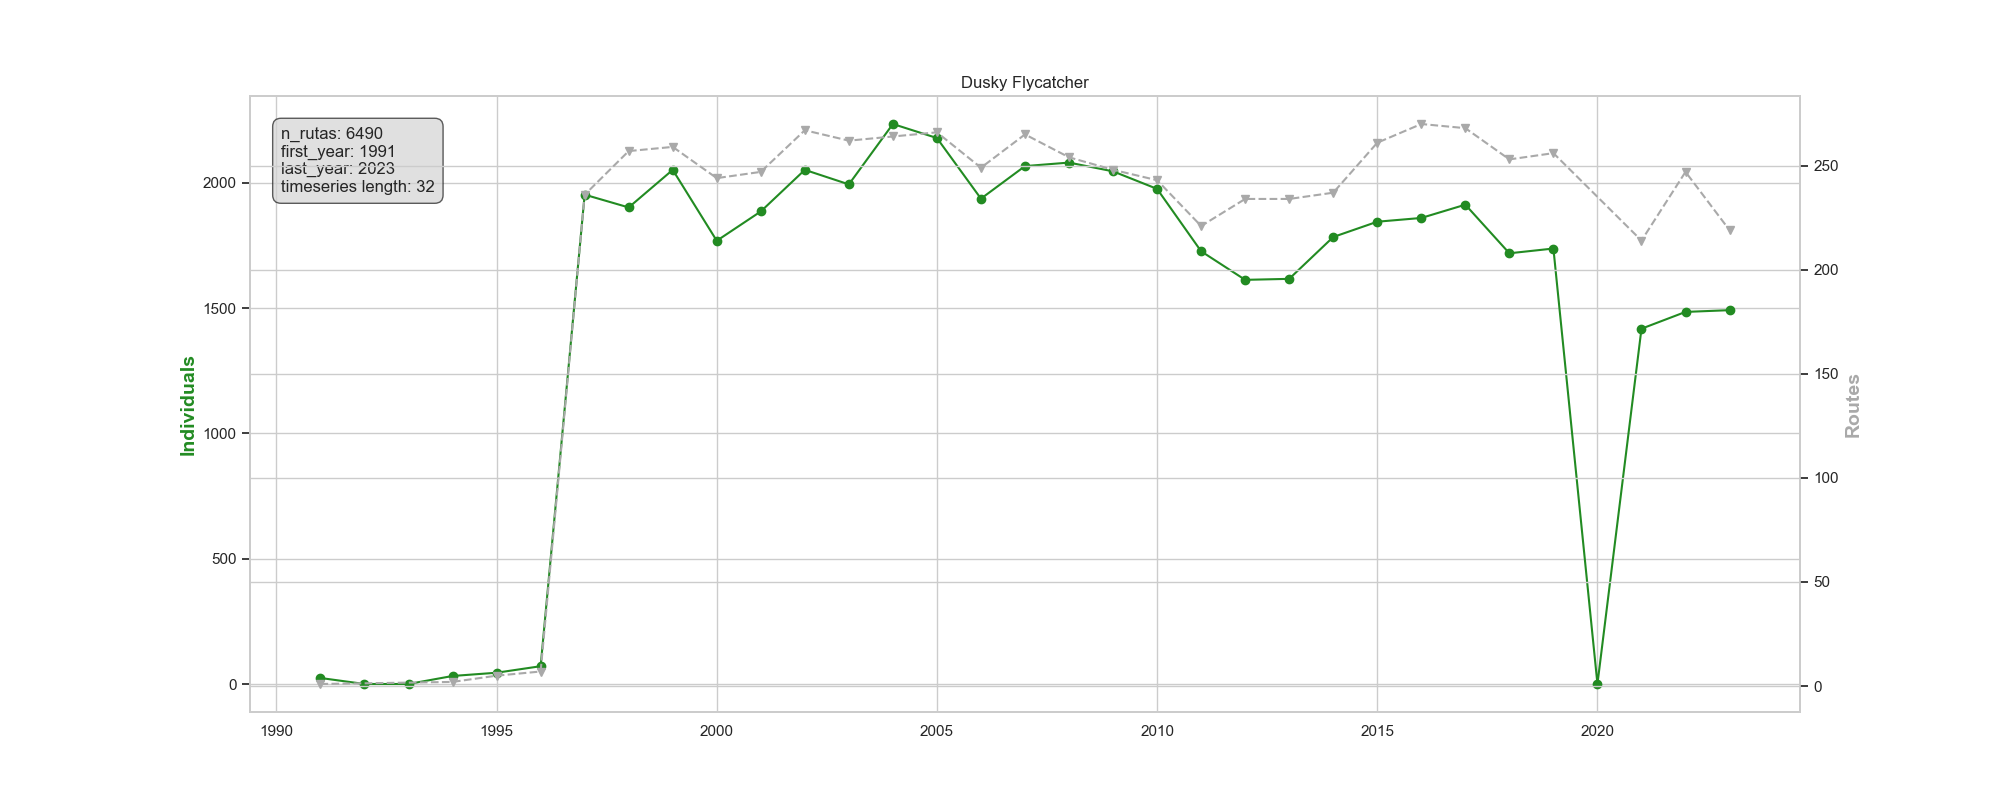 Dusky Flycatcher
n_rutas: 6490
first_year: 1991
last_year: 2023
timeseries length: 32
2000
1500
1000
500
0
Individuals
250
200
150
100
50
0
Routes
1990 1995 2000 2005 2010 2015 2020